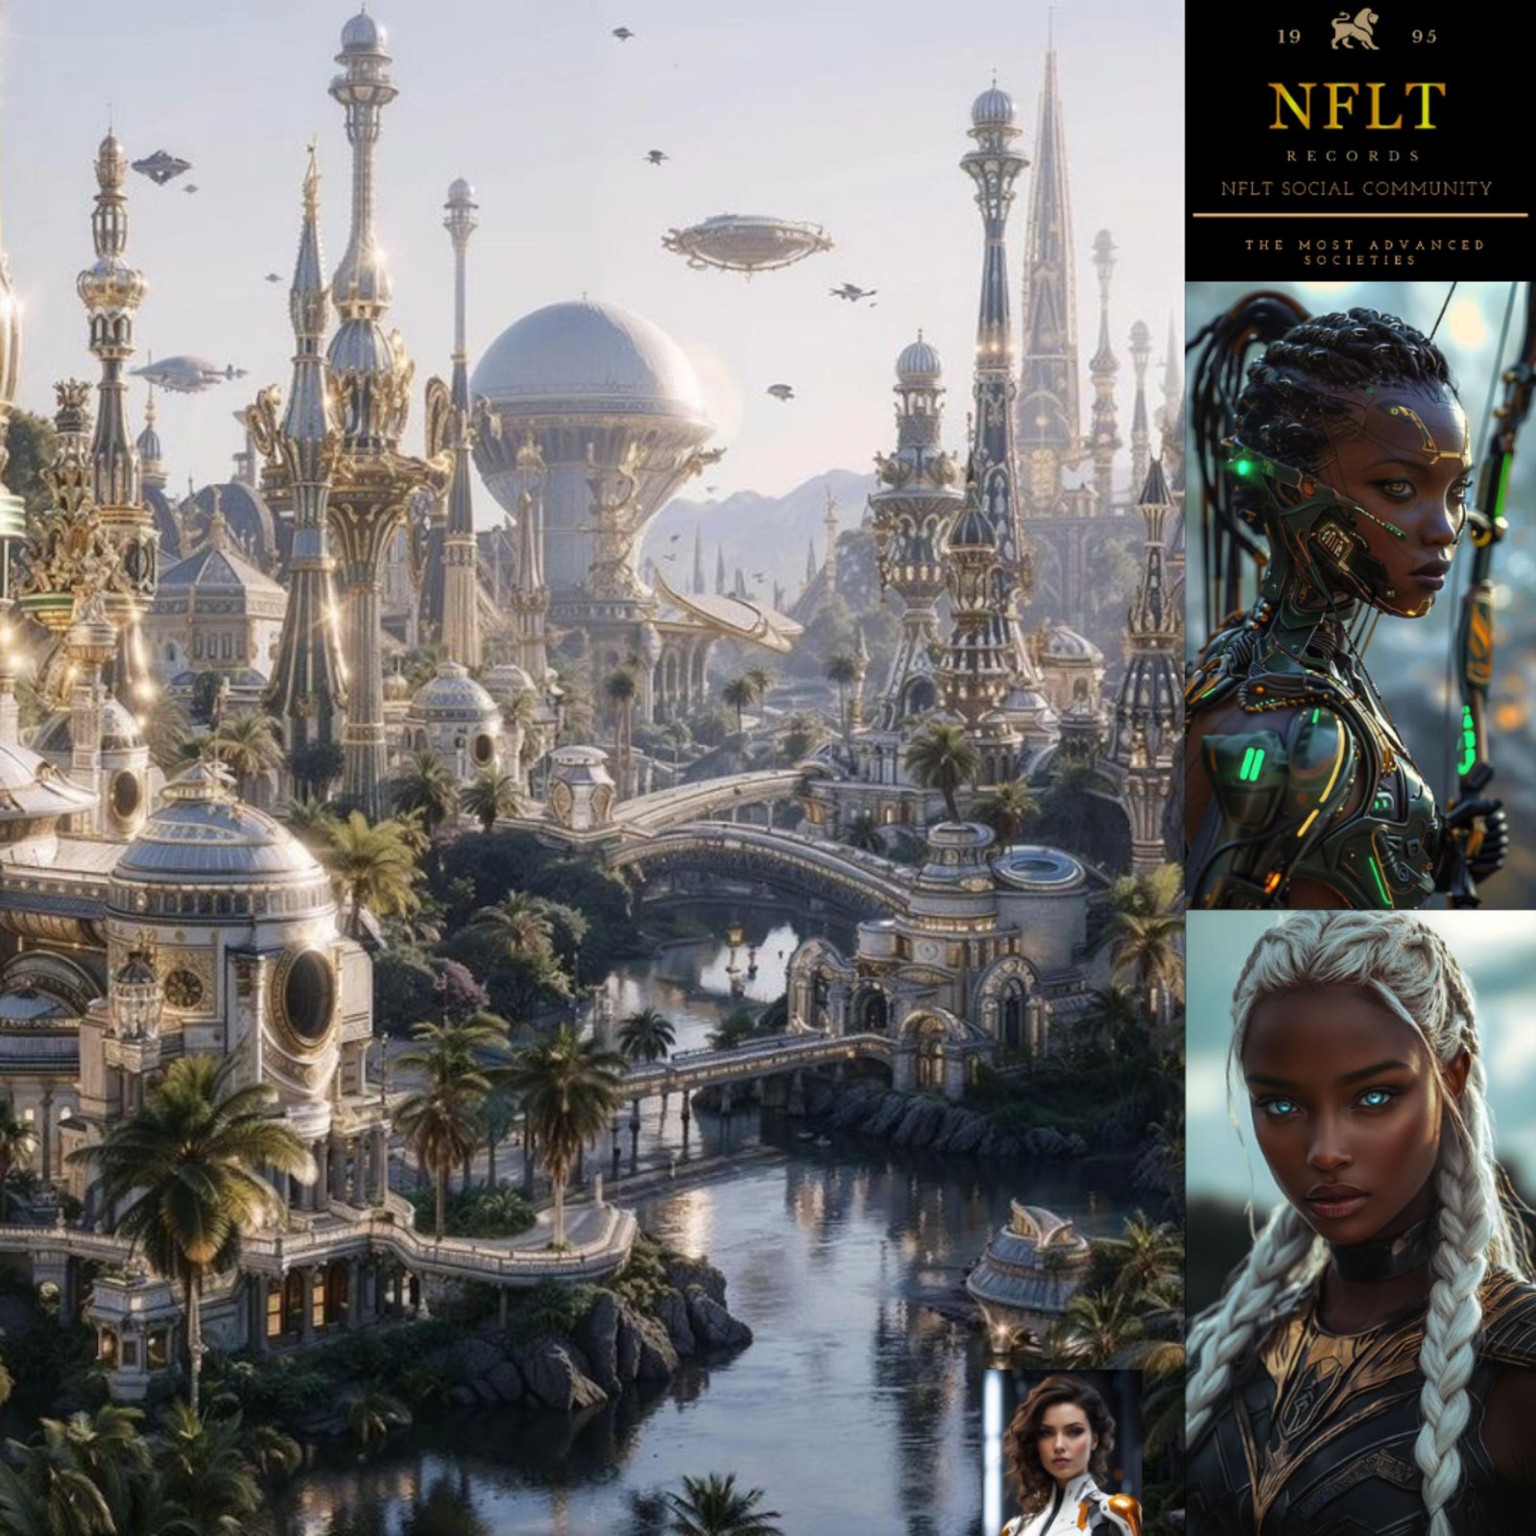 19 95
NFLT
RECORDS
NFLT SOCIAL COMMUNITY
THE MOST ADVANCED
SOCIETIES